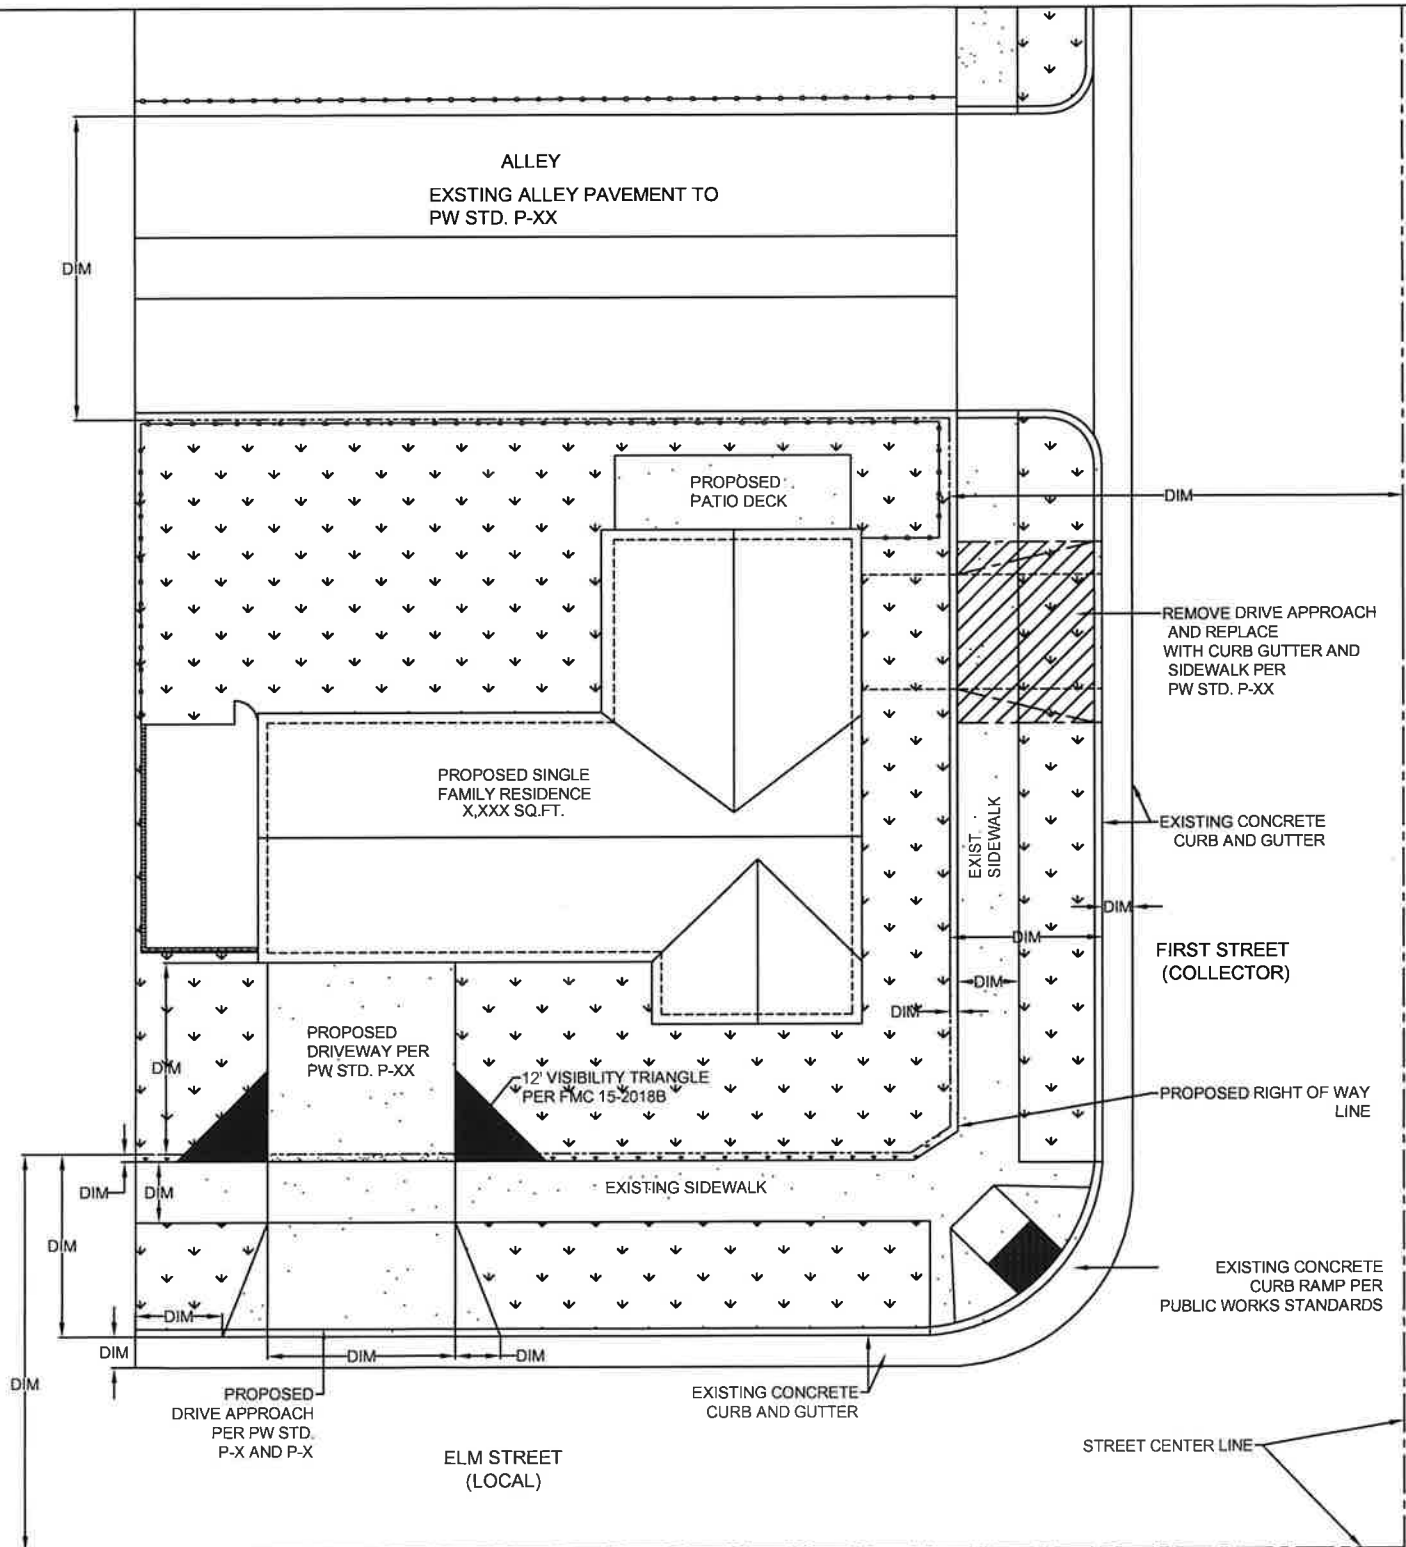 ALLEY
EXSTING ALLEY PAVEMENT TO
PW STD. P-XX
DIM
PROPOSED
PATIO DECK
DIM
REMOVE DRIVE APPROACH
AND REPLACE
WITH CURB GUTTER AND
SIDEWALK PER
PW STD. P-XX
PROPOSED SINGLE
FAMILY RESIDENCE
X,XXX SQ.FT.
EXIST.
SIDEWALK
EXISTING CONCRETE
CURB AND GUTTER
DIM
DIM
FIRST STREET
(COLLECTOR)
DIM
DIM
PROPOSED
DRIVEWAY PER
PW STD. P-XX
DIM
12' VISIBILITY TRIANGLE
PER FMC 15-2018B
PROPOSED RIGHT OF WAY
LINE
DIM
DIM
EXISTING SIDEWALK
DIM
EXISTING CONCRETE
CURB RAMP PER
PUBLIC WORKS STANDARDS
DIM
DIM
DIM
DIM
DIM
PROPOSED
DRIVE APPROACH
PER PW STD.
P-X AND P-X
EXISTING CONCRETE
CURB AND GUTTER
ELM STREET
(LOCAL)
STREET CENTER LINE